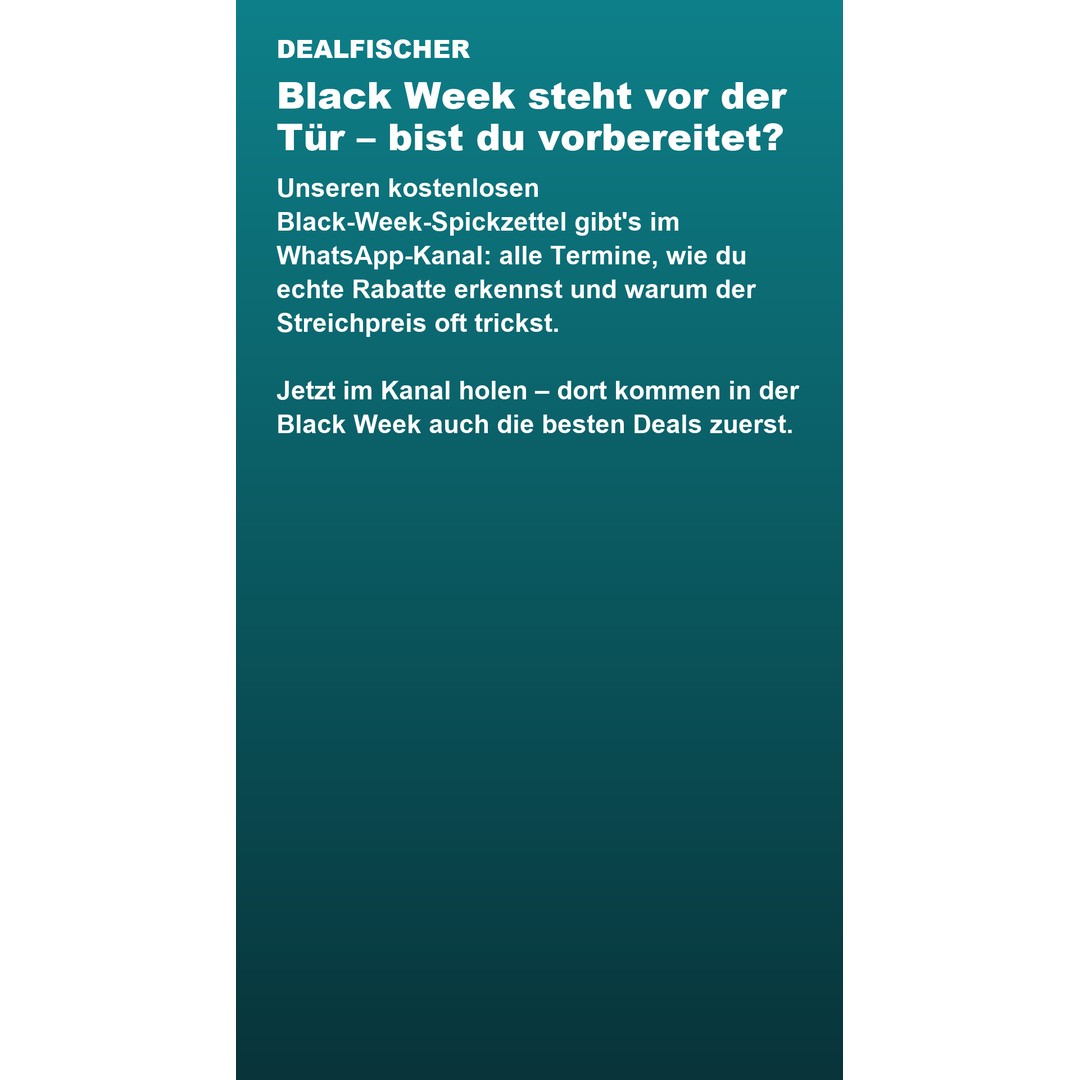 DEALFISCHER
Black Week steht vor der
Tür – bist du vorbereitet?
Unseren kostenlosen
Black-Week-Spickzettel gibt's im
WhatsApp-Kanal: alle Termine, wie du
echte Rabatte erkennst und warum der
Streichpreis oft trickst.
Jetzt im Kanal holen – dort kommen in der
Black Week auch die besten Deals zuerst.